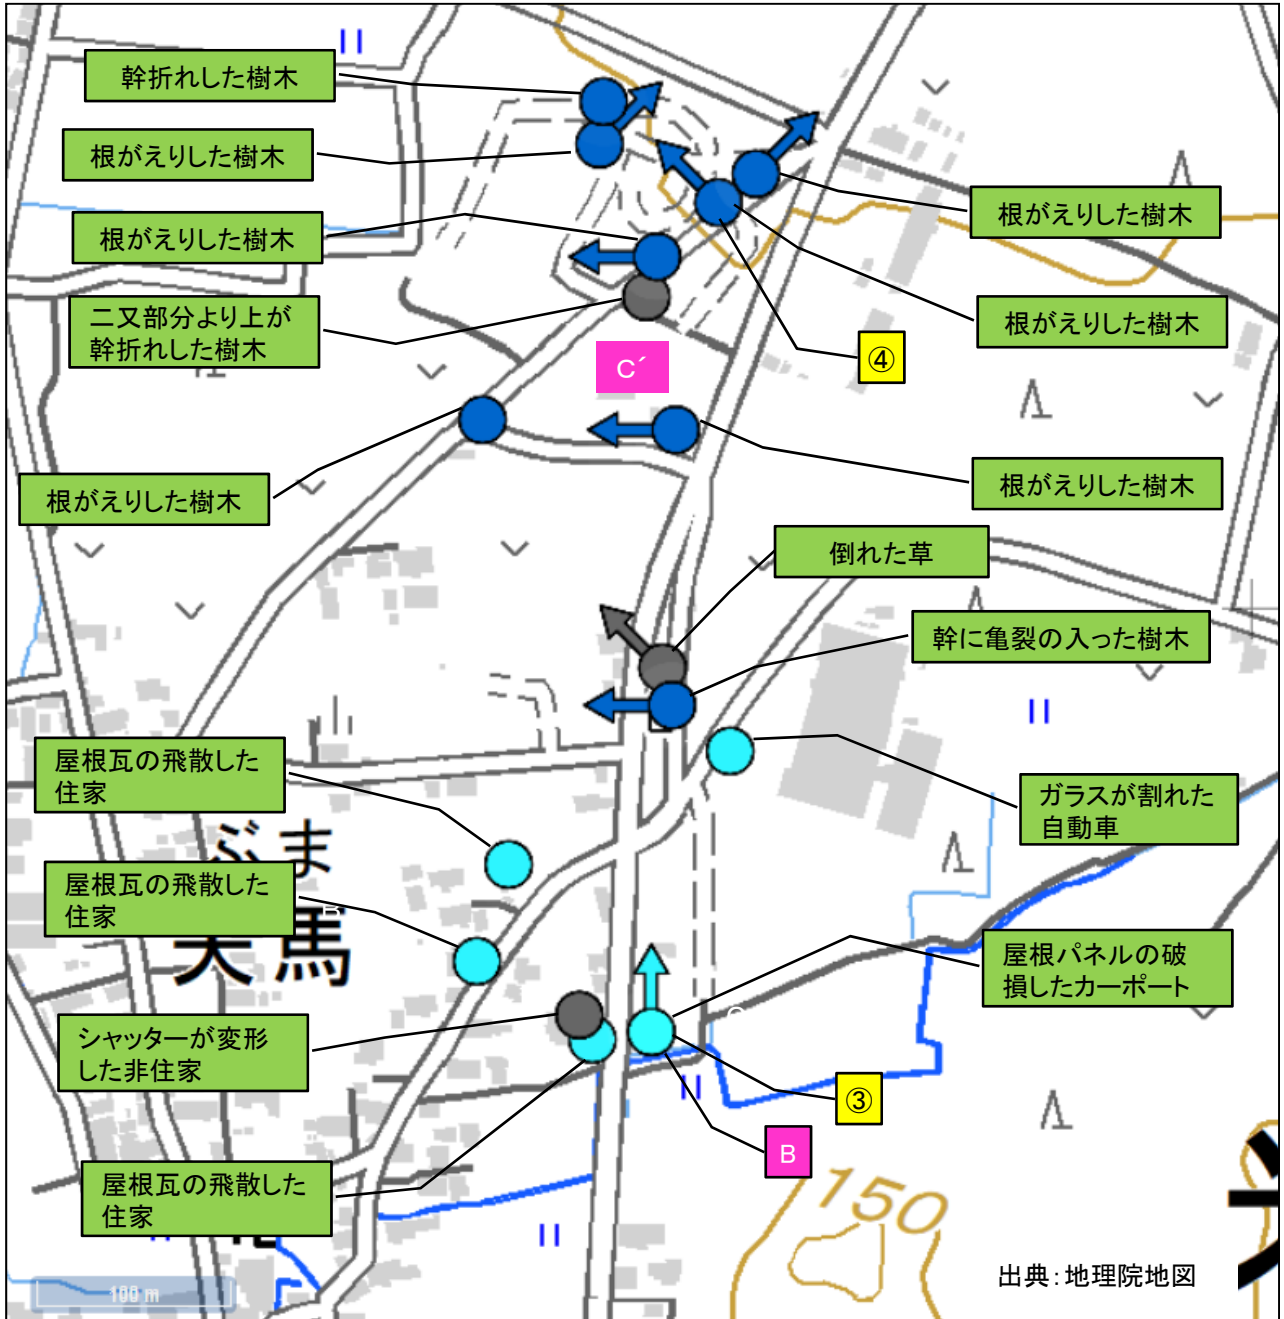 幹折れした樹木
根がえりした樹木
根がえりした樹木
根がえりした樹木
二又部分より上が
幹折れした樹木
根がえりした樹木
④
C´
根がえりした樹木
根がえりした樹木
倒れた草
幹に亀裂の入った樹木
屋根瓦の飛散した
住家
ガラスが割れた
自動車
ぶま
屋根瓦の飛散した
住家
馬
屋根パネルの破
損したカーポート
シャッターが変形
した非住家
③
B
屋根瓦の飛散した
住家
150
出典：地理院地図
100 m